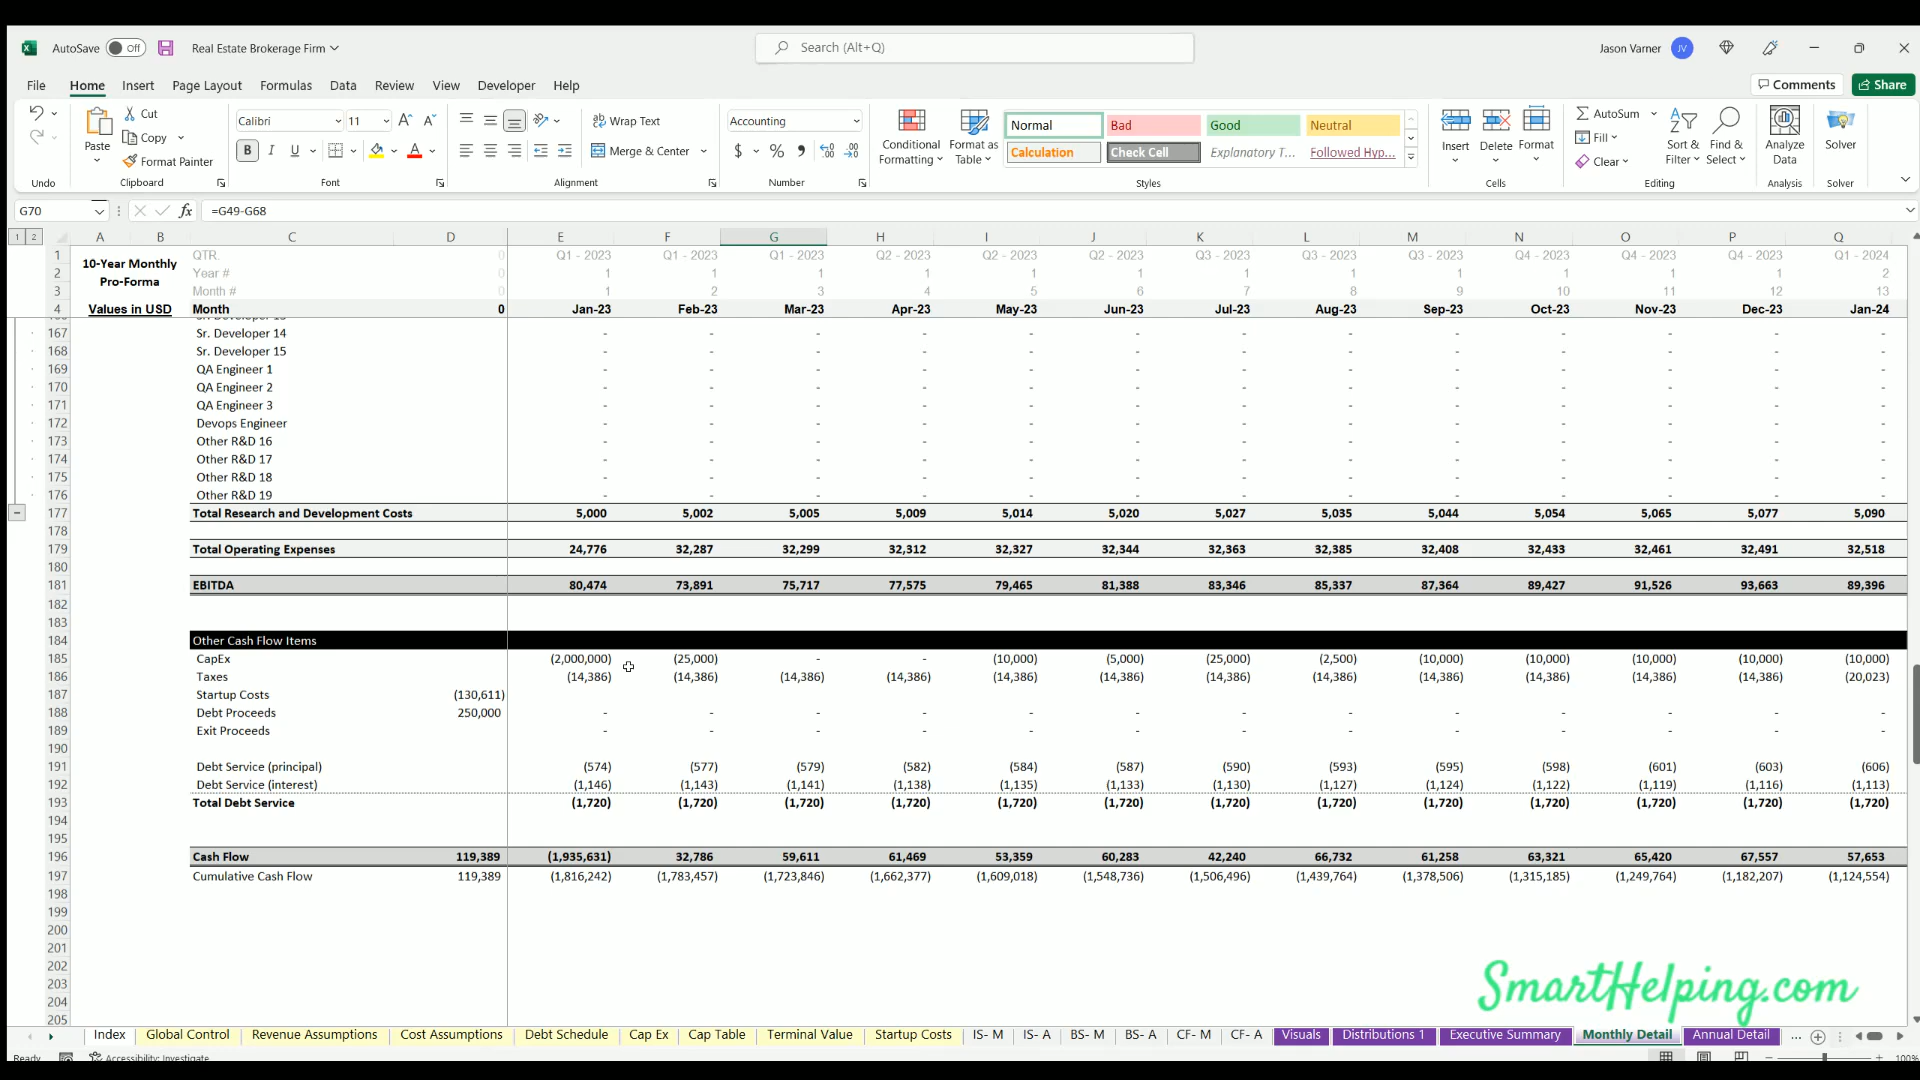 AutoSave Off Real Estate Brokerage Firm Search (Alt+Q) Jason Varner JV
File Home Insert Page Layout Formulas Data Review View Developer Help Comments Share
Cut Calibri 11 Wrap Text Accounting Normal Bad Good Neutral AutoSum
Paste Copy Conditional Formatting Format as Table Insert Delete Format Fill Sort & Filter Find & Select Analyze Data Solver
Format Painter B I U Merge & Center $ % Calculation Check Cell Explanatory T... Followed Hyp... Clear
Undo Clipboard Font Alignment Number Styles Cells Editing Analysis Solver
G70 fx =G49-G68
1 2 A B C D E F G H I J K L M N O P Q
1 10-Year Monthly Pro-Forma QTR. 0 Q1 - 2023 Q1 - 2023 Q1 - 2023 Q2 - 2023 Q2 - 2023 Q2 - 2023 Q3 - 2023 Q3 - 2023 Q3 - 2023 Q4 - 2023 Q4 - 2023 Q4 - 2023 Q1 - 2024
2 Year # 0 1 1 1 1 1 1 1 1 1 1 1 1 2
3 Month # 0 1 2 3 4 5 6 7 8 9 10 11 12 13
4 Values in USD Month 0 Jan-23 Feb-23 Mar-23 Apr-23 May-23 Jun-23 Jul-23 Aug-23 Sep-23 Oct-23 Nov-23 Dec-23 Jan-24
167 Sr. Developer 14 - - - - - - - - - - - - -
168 Sr. Developer 15 - - - - - - - - - - - - -
169 QA Engineer 1 - - - - - - - - - - - - -
170 QA Engineer 2 - - - - - - - - - - - - -
171 QA Engineer 3 - - - - - - - - - - - - -
172 Devops Engineer - - - - - - - - - - - - -
173 Other R&D 16 - - - - - - - - - - - - -
174 Other R&D 17 - - - - - - - - - - - - -
175 Other R&D 18 - - - - - - - - - - - - -
176 Other R&D 19 - - - - - - - - - - - - -
177 Total Research and Development Costs 5,000 5,002 5,005 5,009 5,014 5,020 5,027 5,035 5,044 5,054 5,065 5,077 5,090
178
179 Total Operating Expenses 24,776 32,287 32,299 32,312 32,327 32,344 32,363 32,385 32,408 32,433 32,461 32,491 32,518
180
181 EBITDA 80,474 73,891 75,717 77,575 79,465 81,388 83,346 85,337 87,364 89,427 91,526 93,663 89,396
182
183
184 Other Cash Flow Items
185 CapEx (2,000,000) (25,000) - - (10,000) (5,000) (25,000) (2,500) (10,000) (10,000) (10,000) (10,000) (10,000)
186 Taxes (14,386) (14,386) (14,386) (14,386) (14,386) (14,386) (14,386) (14,386) (14,386) (14,386) (14,386) (14,386) (20,023)
187 Startup Costs (130,611)
188 Debt Proceeds 250,000 - - - - - - - - - - - - -
189 Exit Proceeds - - - - - - - - - - - - -
190
191 Debt Service (principal) (574) (577) (579) (582) (584) (587) (590) (593) (595) (598) (601) (603) (606)
192 Debt Service (interest) (1,146) (1,143) (1,141) (1,138) (1,135) (1,133) (1,130) (1,127) (1,124) (1,122) (1,119) (1,116) (1,113)
193 Total Debt Service (1,720) (1,720) (1,720) (1,720) (1,720) (1,720) (1,720) (1,720) (1,720) (1,720) (1,720) (1,720) (1,720)
194
195
196 Cash Flow 119,389 (1,935,631) 32,786 59,611 61,469 53,359 60,283 42,240 66,732 61,258 63,321 65,420 67,557 57,653
197 Cumulative Cash Flow 119,389 (1,816,242) (1,783,457) (1,723,846) (1,662,377) (1,609,018) (1,548,736) (1,506,496) (1,439,764) (1,378,506) (1,315,185) (1,249,764) (1,182,207) (1,124,554)
198
199
200
201
202
203
204
205
SmartHelping.com
Index Global Control Revenue Assumptions Cost Assumptions Debt Schedule Cap Ex Cap Table Terminal Value Startup Costs IS- M IS- A BS- M BS- A CF- M CF- A Visuals Distributions 1 Executive Summary Monthly Detail Annual Detail ...
Ready Accessibility: Investigate 100%